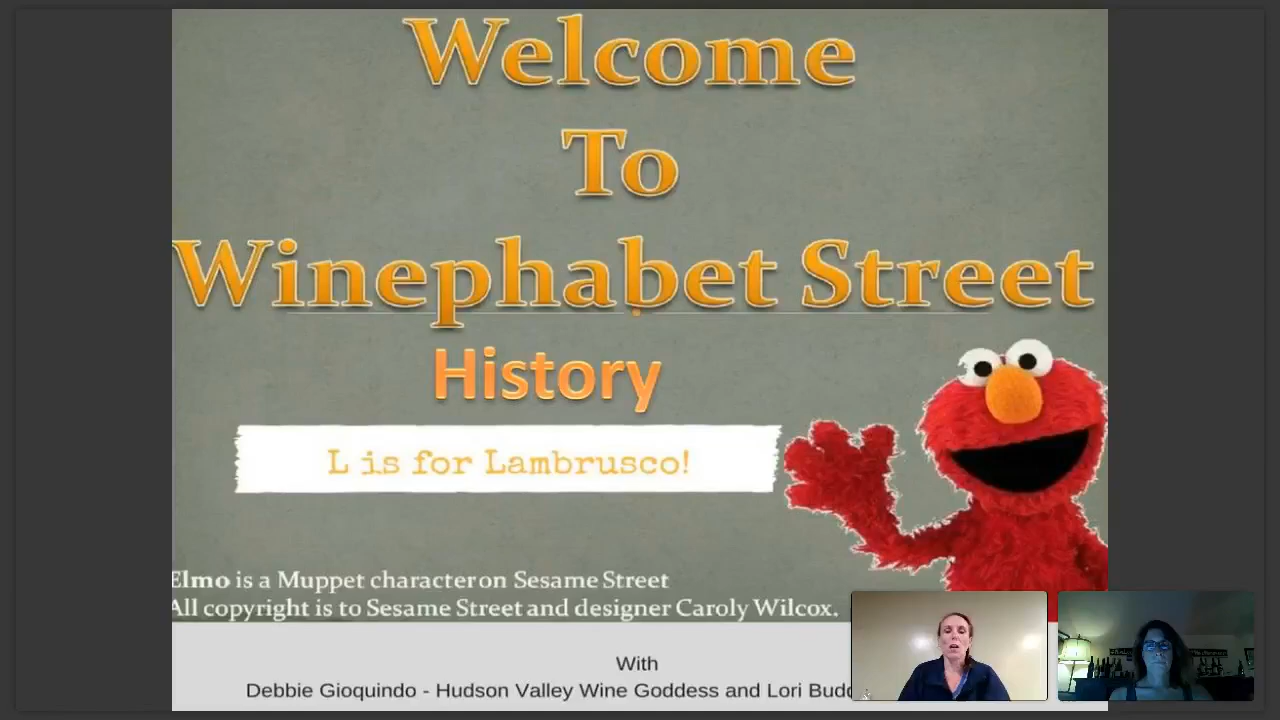 Welcome
To
Winephabet Street
History
L is for Lambrusco!
Elmo is a Muppet character on Sesame Street
All copyright is to Sesame Street and designer Caroly Wilcox.
With
Debbie Gioquindo - Hudson Valley Wine Goddess and Lori Budd